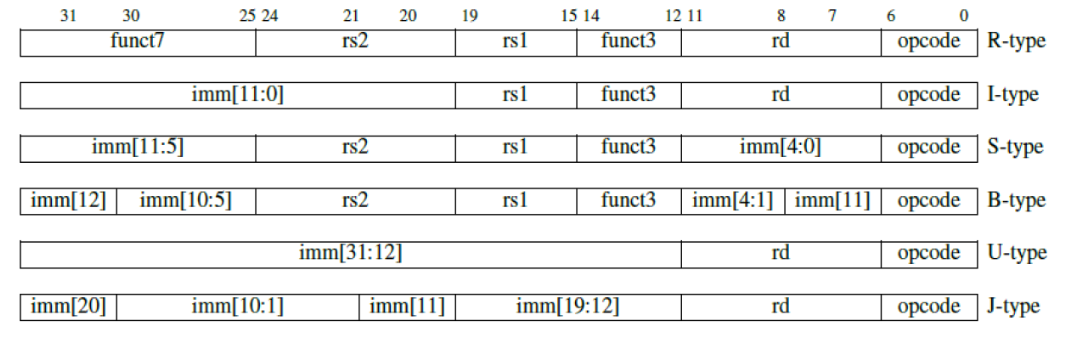 31 30 25 24 21 20 19 15 14 12 11 8 7 6 0
funct7 rs2 rs1 funct3 rd opcode R-type
imm[11:0] rs1 funct3 rd opcode I-type
imm[11:5] rs2 rs1 funct3 imm[4:0] opcode S-type
imm[12] imm[10:5] rs2 rs1 funct3 imm[4:1] imm[11] opcode B-type
imm[31:12] rd opcode U-type
imm[20] imm[10:1] imm[11] imm[19:12] rd opcode J-type